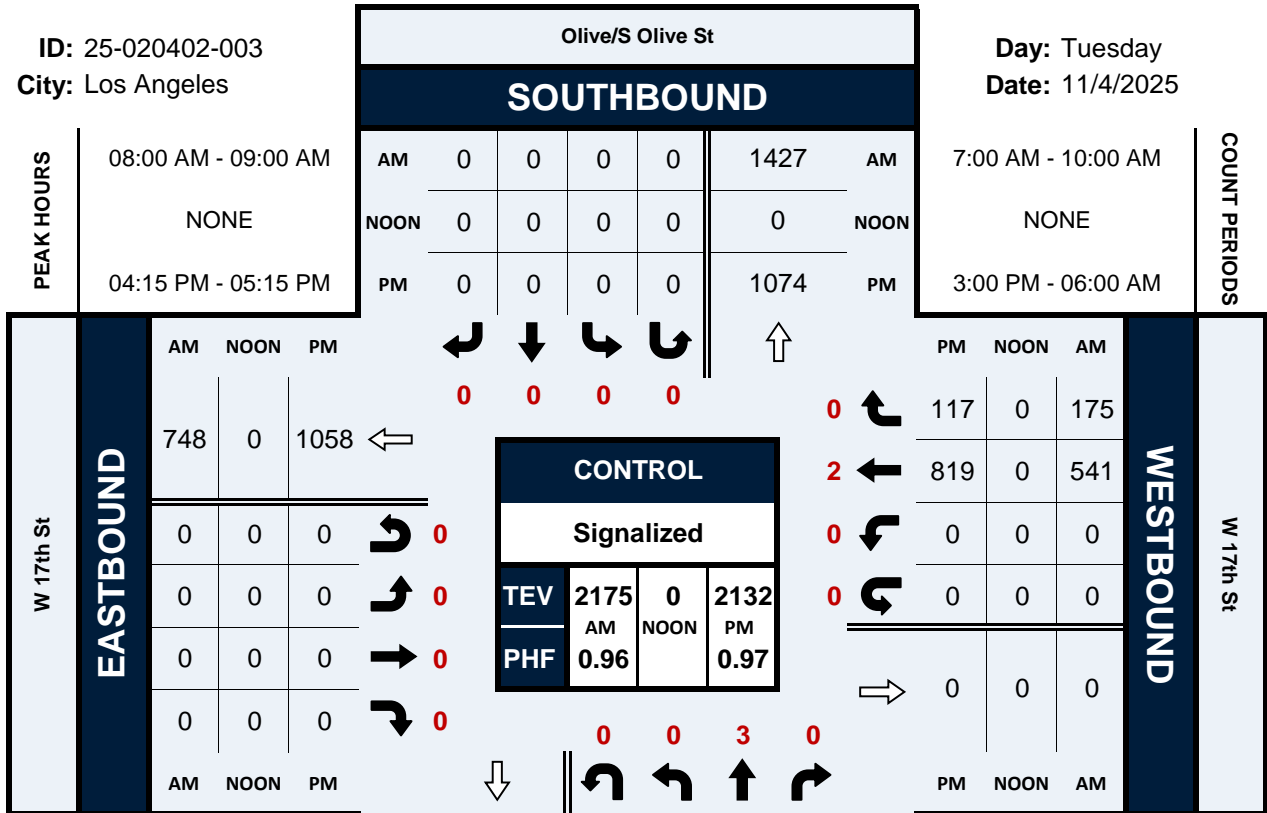 Olive/S Olive St
ID: 25-020402-003
Day: Tuesday
City: Los Angeles
Date: 11/4/2025
SOUTHBOUND
PEAK HOURS
08:00 AM - 09:00 AM
AM 0 0 0 0 1427 AM
7:00 AM - 10:00 AM
COUNT PERIODS
NONE
NOON 0 0 0 0 0 NOON
NONE
04:15 PM - 05:15 PM
PM 0 0 0 0 1074 PM
3:00 PM - 06:00 AM
AM NOON PM
PM NOON AM
0 0 0 0
0 117 0 175
748 0 1058
2 819 0 541
CONTROL
Signalized
W 17th St
EASTBOUND
WESTBOUND
W 17th St
0 0 0 0
0 0 0 0
0 0 0 0
0 0 0 0
TEV 2175 0 2132
AM NOON PM
PHF 0.96 0.97
0 0 0 0
0 0 0
0 0 0 0
0 0 3 0
AM NOON PM
PM NOON AM